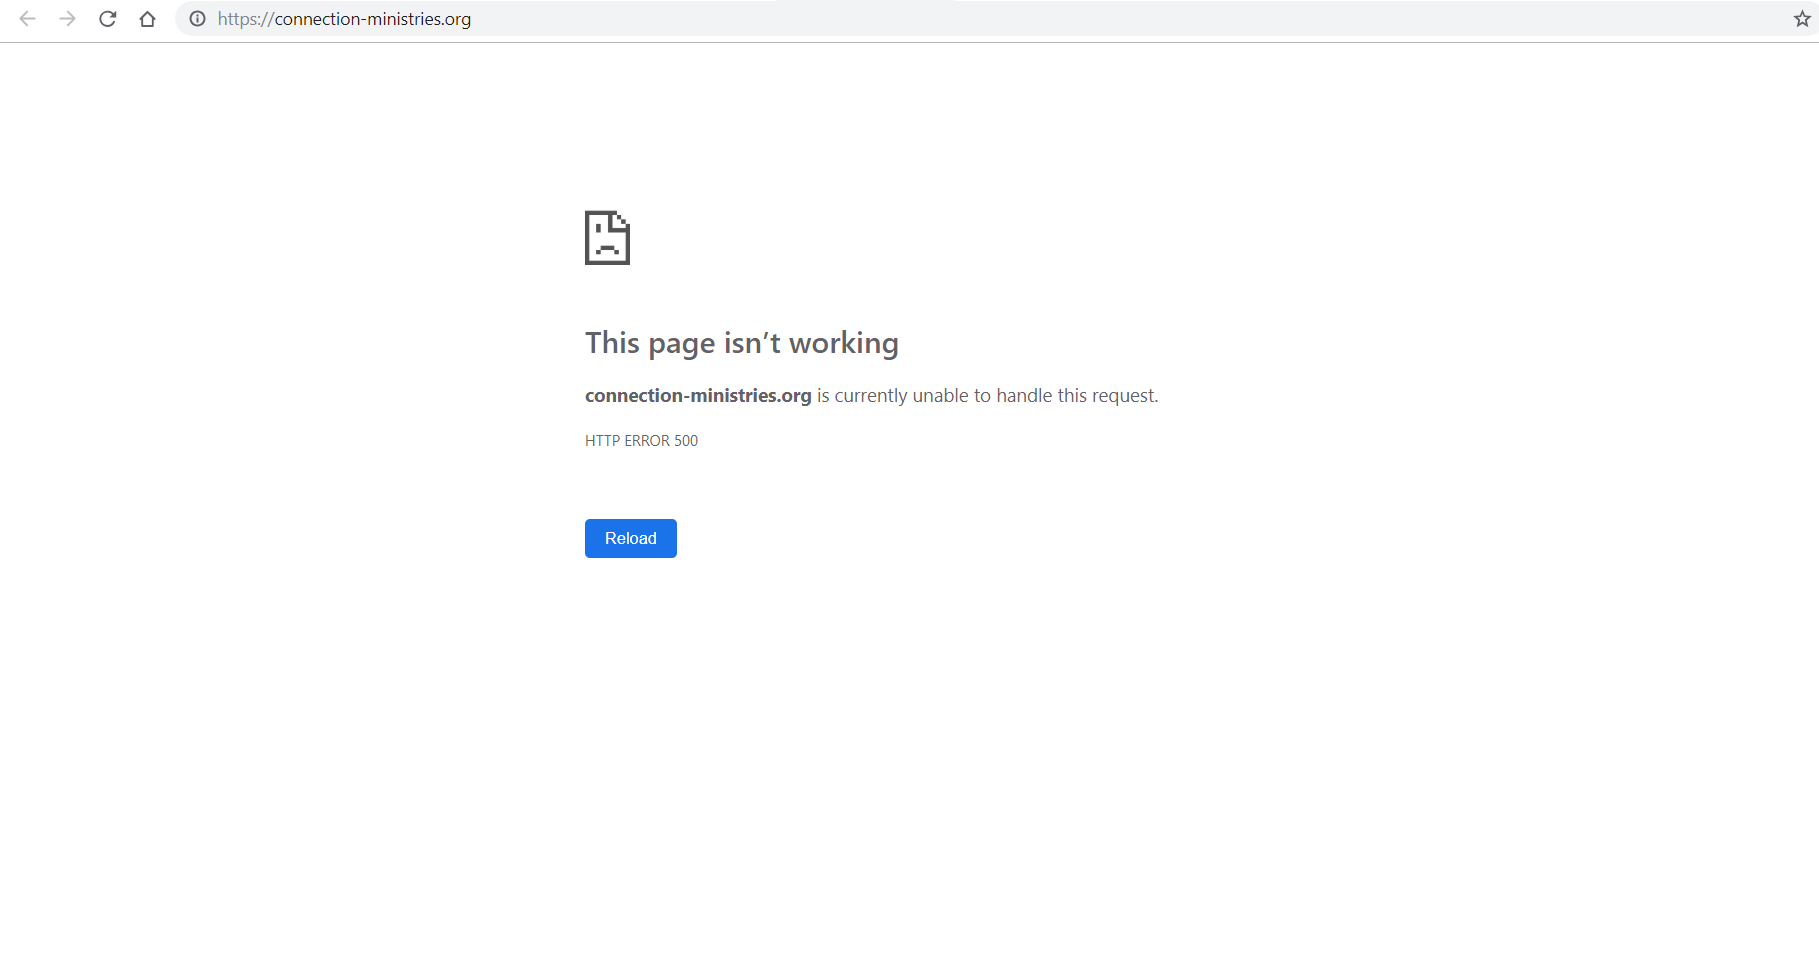 https://connection-ministries.org
This page isn’t working
connection-ministries.org is currently unable to handle this request.
HTTP ERROR 500
Reload